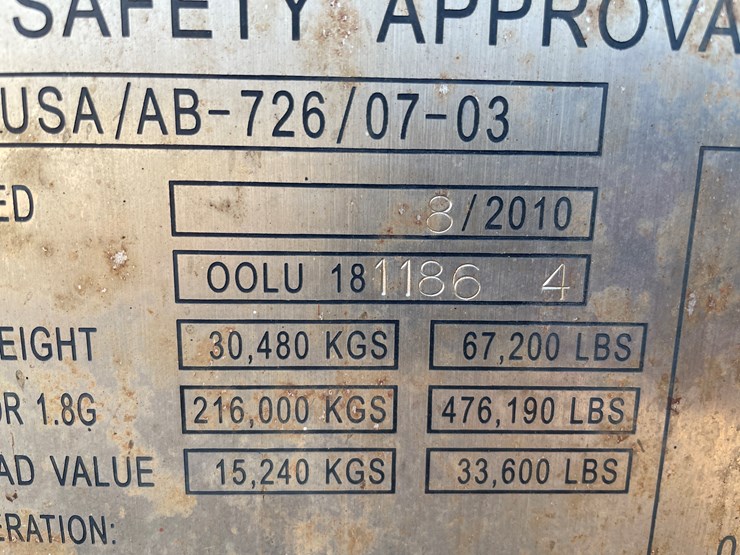 SAFETY APPROVA
USA/AB-726/07-03
ED 8/2010
OOLU 181186 4
EIGHT 30,480 KGS 67,200 LBS
R 1.8G 216,000 KGS 476,190 LBS
AD VALUE 15,240 KGS 33,600 LBS
ERATION: